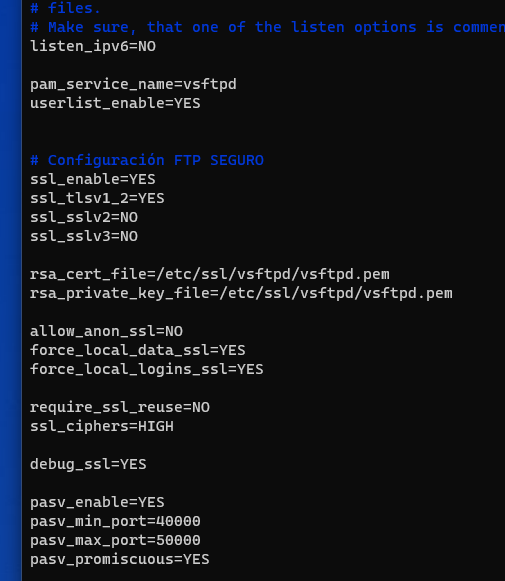 # files.
# Make sure, that one of the listen options is commen
listen_ipv6=NO
pam_service_name=vsftpd
userlist_enable=YES
# Configuración FTP SEGURO
ssl_enable=YES
ssl_tlsv1_2=YES
ssl_sslv2=NO
ssl_sslv3=NO
rsa_cert_file=/etc/ssl/vsftpd/vsftpd.pem
rsa_private_key_file=/etc/ssl/vsftpd/vsftpd.pem
allow_anon_ssl=NO
force_local_data_ssl=YES
force_local_logins_ssl=YES
require_ssl_reuse=NO
ssl_ciphers=HIGH
debug_ssl=YES
pasv_enable=YES
pasv_min_port=40000
pasv_max_port=50000
pasv_promiscuous=YES